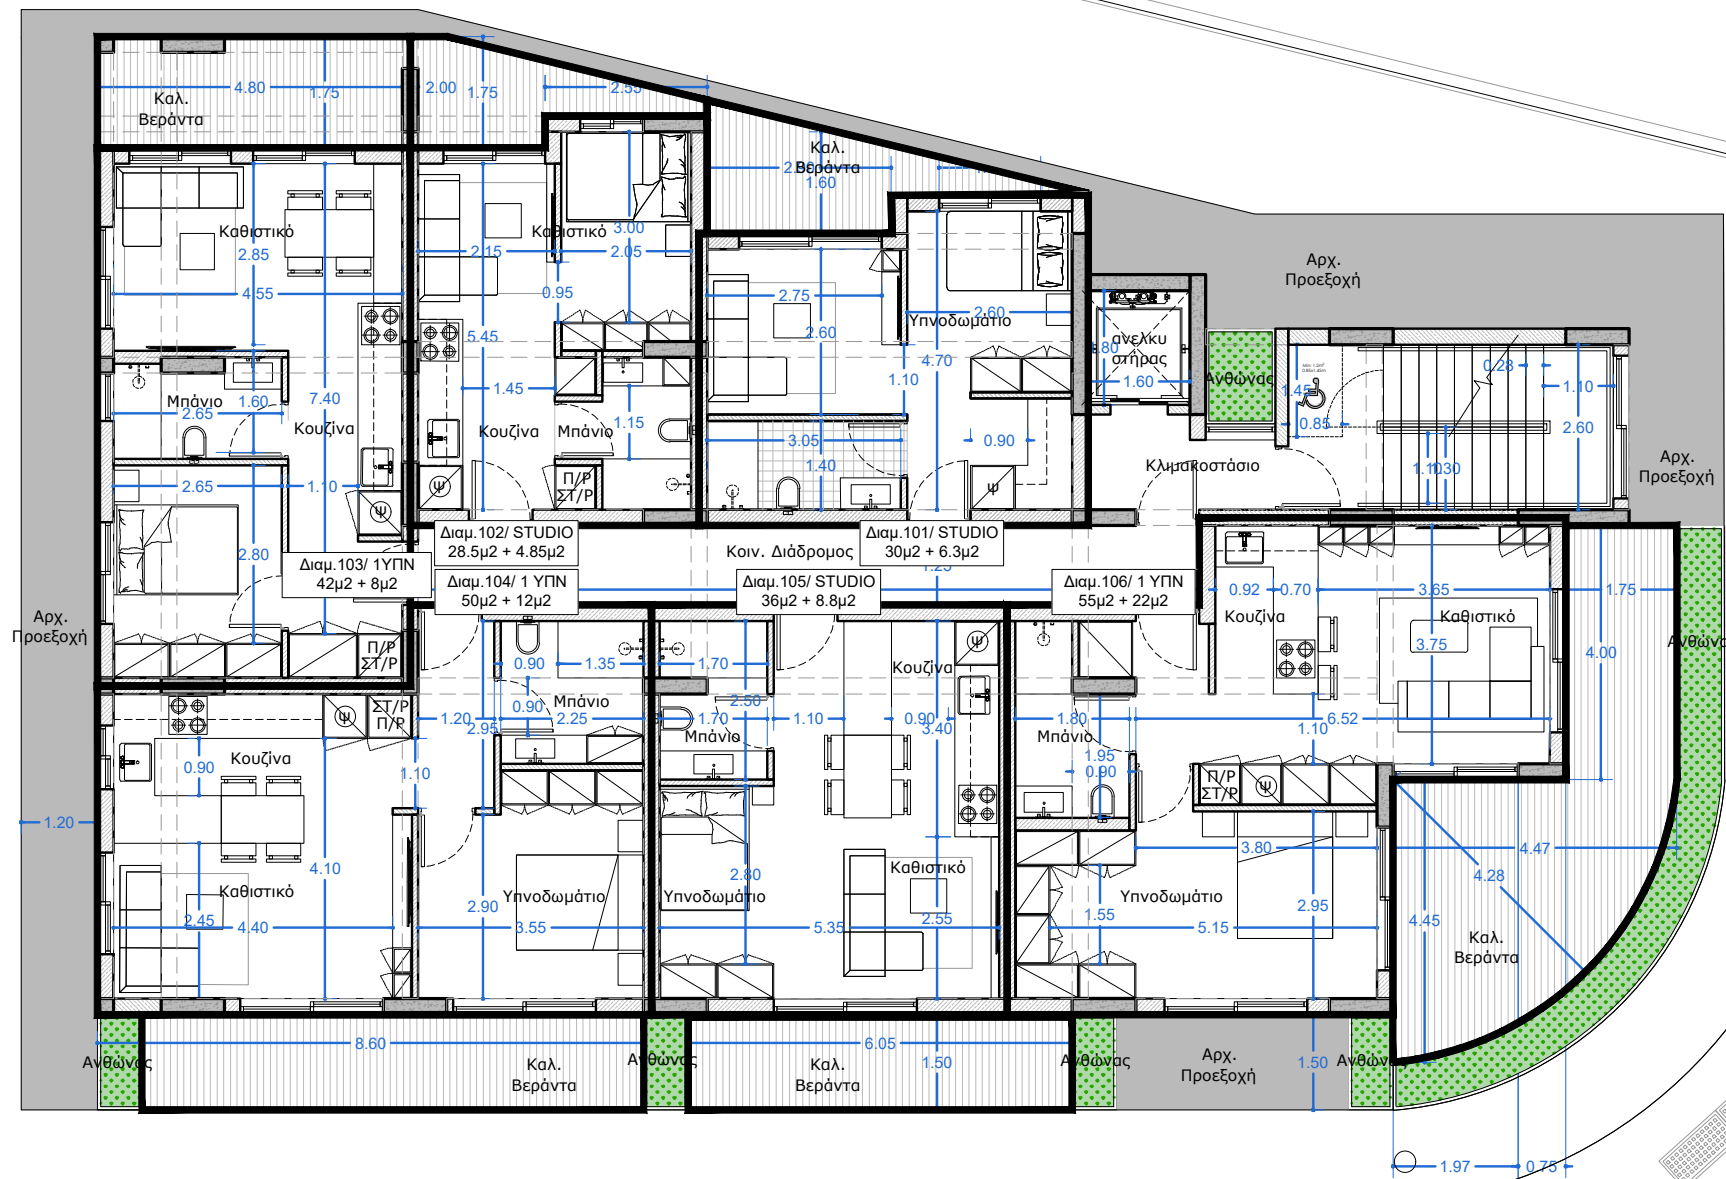 4.80
1.75
2.00
1.75
2.55
Καλ.
Βεράντα
Καλ.
Βεράντα
1.60
Καθιστικό
2.85
4.55
Καθιστικό
3.00
2.15
2.05
0.95
5.45
2.75
2.60
Υπνοδωμάτιο
2.60
4.70
1.10
Αρχ.
Προεξοχή
ανελκυ
στήρας
1.60
Ανθώνας
1.45
0.85
0.28
1.10
2.60
1.10
Μπάνιο
2.65
1.60
7.40
Κουζίνα
1.45
Κουζίνα
Μπάνιο
1.15
3.05
1.40
0.90
Κλιμακοστάσιο
Αρχ.
Προεξοχή
2.65
1.10
Ψ
Ψ
Π/Ρ
ΣΤ/Ρ
Ψ
2.80
Διαμ.103/ 1ΥΠΝ
42μ2 + 8μ2
Διαμ.102/ STUDIO
28.5μ2 + 4.85μ2
Κοιν. Διάδρομος
Διαμ.101/ STUDIO
30μ2 + 6.3μ2
1.25
Διαμ.104/ 1 ΥΠΝ
50μ2 + 12μ2
Διαμ.105/ STUDIO
36μ2 + 8.8μ2
Διαμ.106/ 1 ΥΠΝ
55μ2 + 22μ2
0.92
0.70
3.65
1.75
Κουζίνα
Καθιστικό
3.75
4.00
Ανθώνας
Αρχ.
Προεξοχή
Π/Ρ
ΣΤ/Ρ
0.90
1.35
1.70
Κουζίνα
Ψ
Μπάνιο
0.90
2.25
1.20
2.95
2.50
1.70
1.10
0.90
3.40
Μπάνιο
1.80
Μπάνιο
6.52
1.10
1.95
0.90
Ψ
ΣΤ/Ρ
Π/Ρ
Κουζίνα
0.90
1.10
Π/Ρ
ΣΤ/Ρ
Ψ
1.20
4.10
Καθιστικό
2.45
4.40
Υπνοδωμάτιο
2.90
3.55
2.80
Υπνοδωμάτιο
Καθιστικό
2.55
5.35
3.80
Υπνοδωμάτιο
1.55
5.15
2.95
4.47
4.28
4.45
Καλ.
Βεράντα
Ανθώνας
8.60
Καλ.
Βεράντα
Ανθώνας
6.05
Καλ.
Βεράντα
1.50
Ανθώνας
Αρχ.
Προεξοχή
1.50
Ανθώνας
1.97
0.75